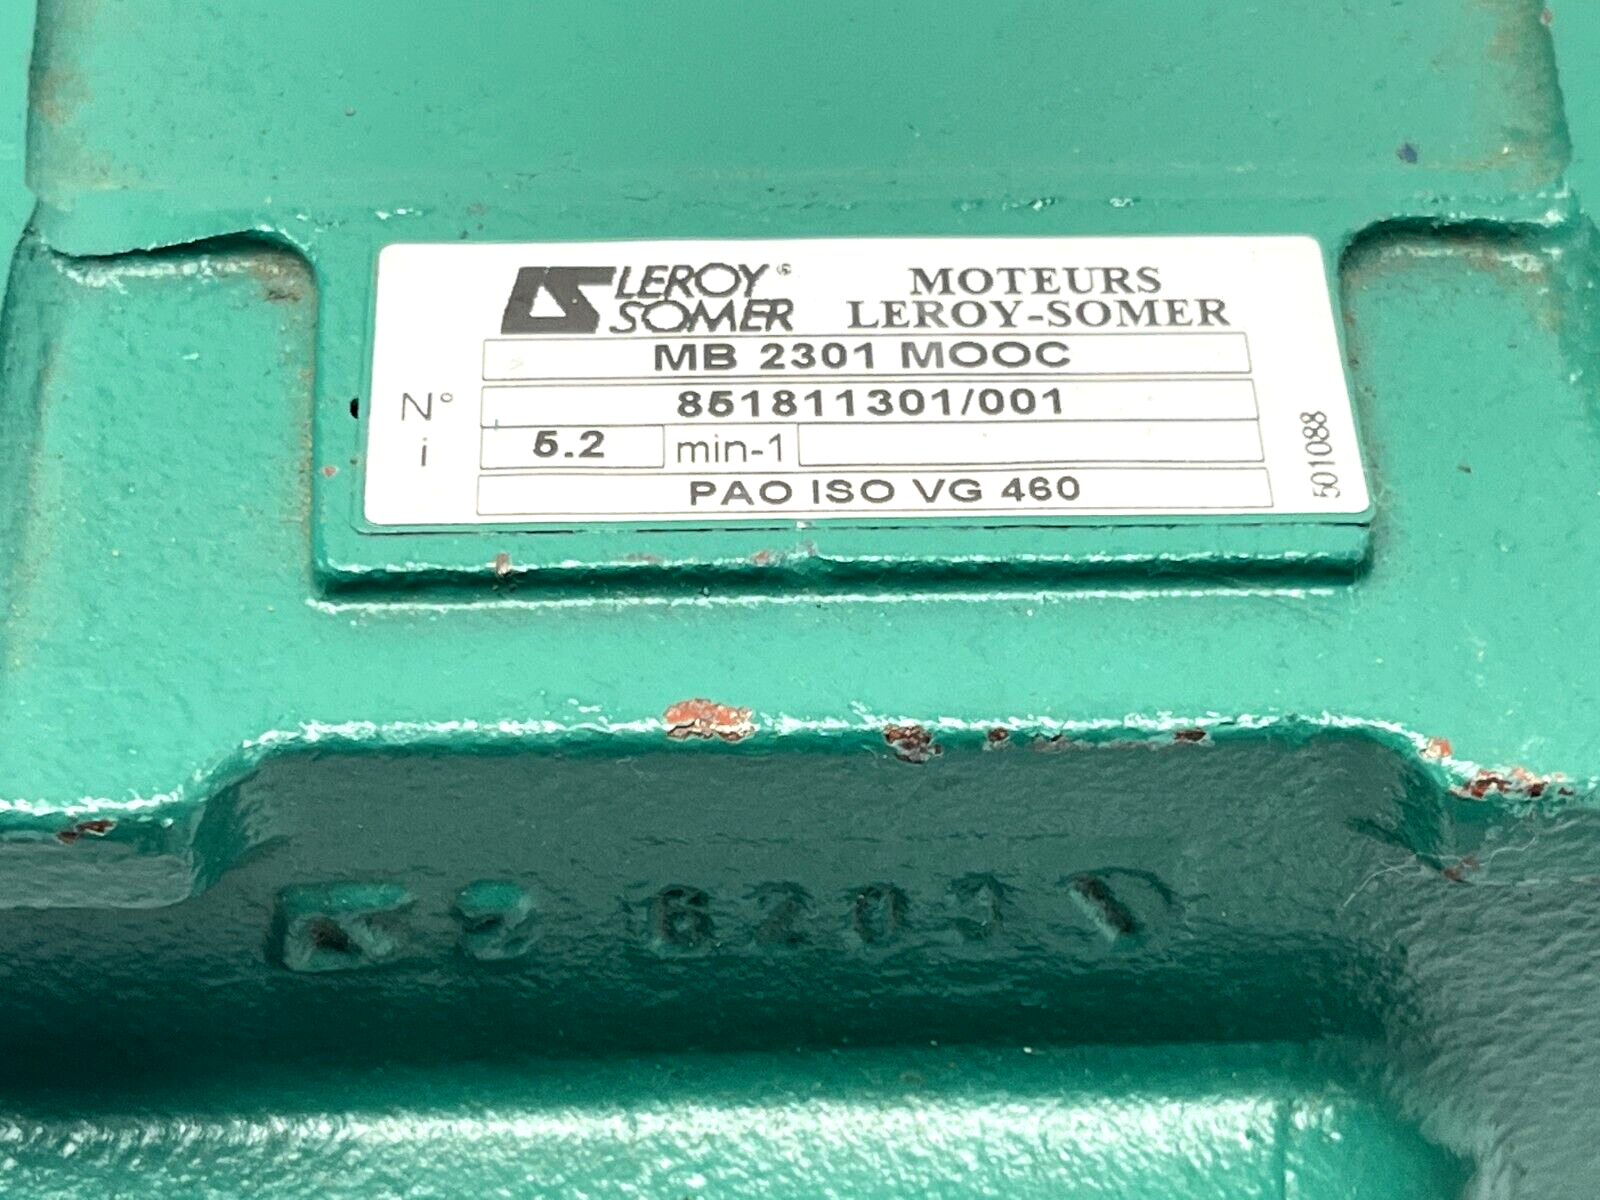 LEROY® MOTEURS
SOMER LEROY-SOMER
MB 2301 MOOC
N° 851811301/001
i 5.2 min-1
PAO ISO VG 460
501088
6203